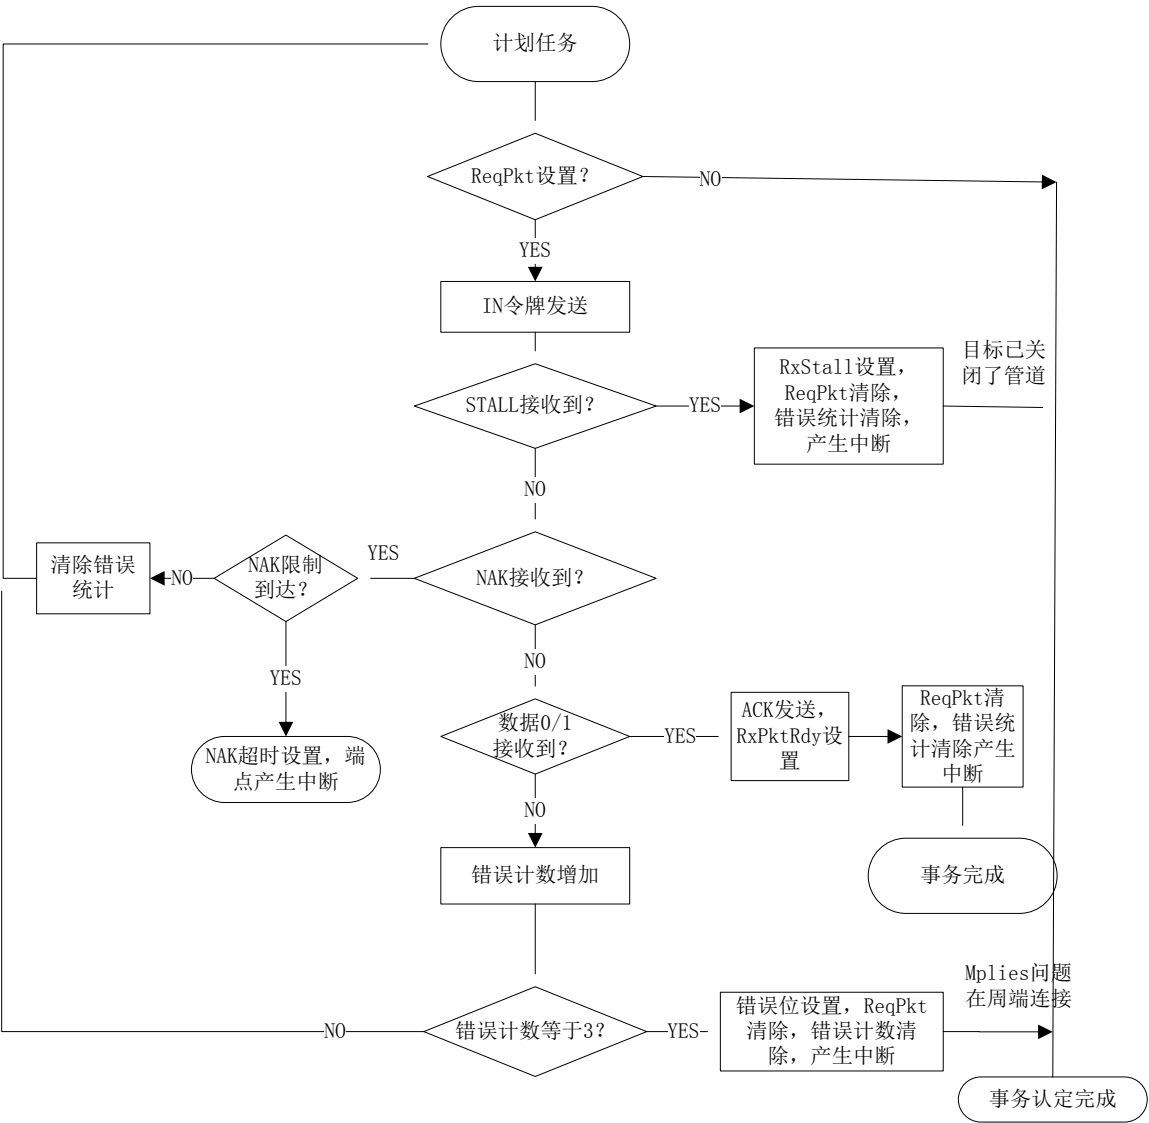 计划任务
ReqPkt设置？
NO
YES
IN令牌发送
STALL接收到？
YES
RxStall设置，
ReqPkt清除，
错误统计清除，
产生中断
目标已关
闭了管道
NO
清除错误
统计
NO
NAK限制
到达？
YES
NAK接收到？
YES
NAK超时设置，端
点产生中断
NO
数据0/1
接收到？
YES
ACK发送，
RxPktRdy设
置
ReqPkt清
除，错误统
计清除产生
中断
NO
错误计数增加
事务完成
NO
错误计数等于3？
YES
错误位设置，ReqPkt
清除，错误计数清
除，产生中断
Mplies问题
在周端连接
事务认定完成